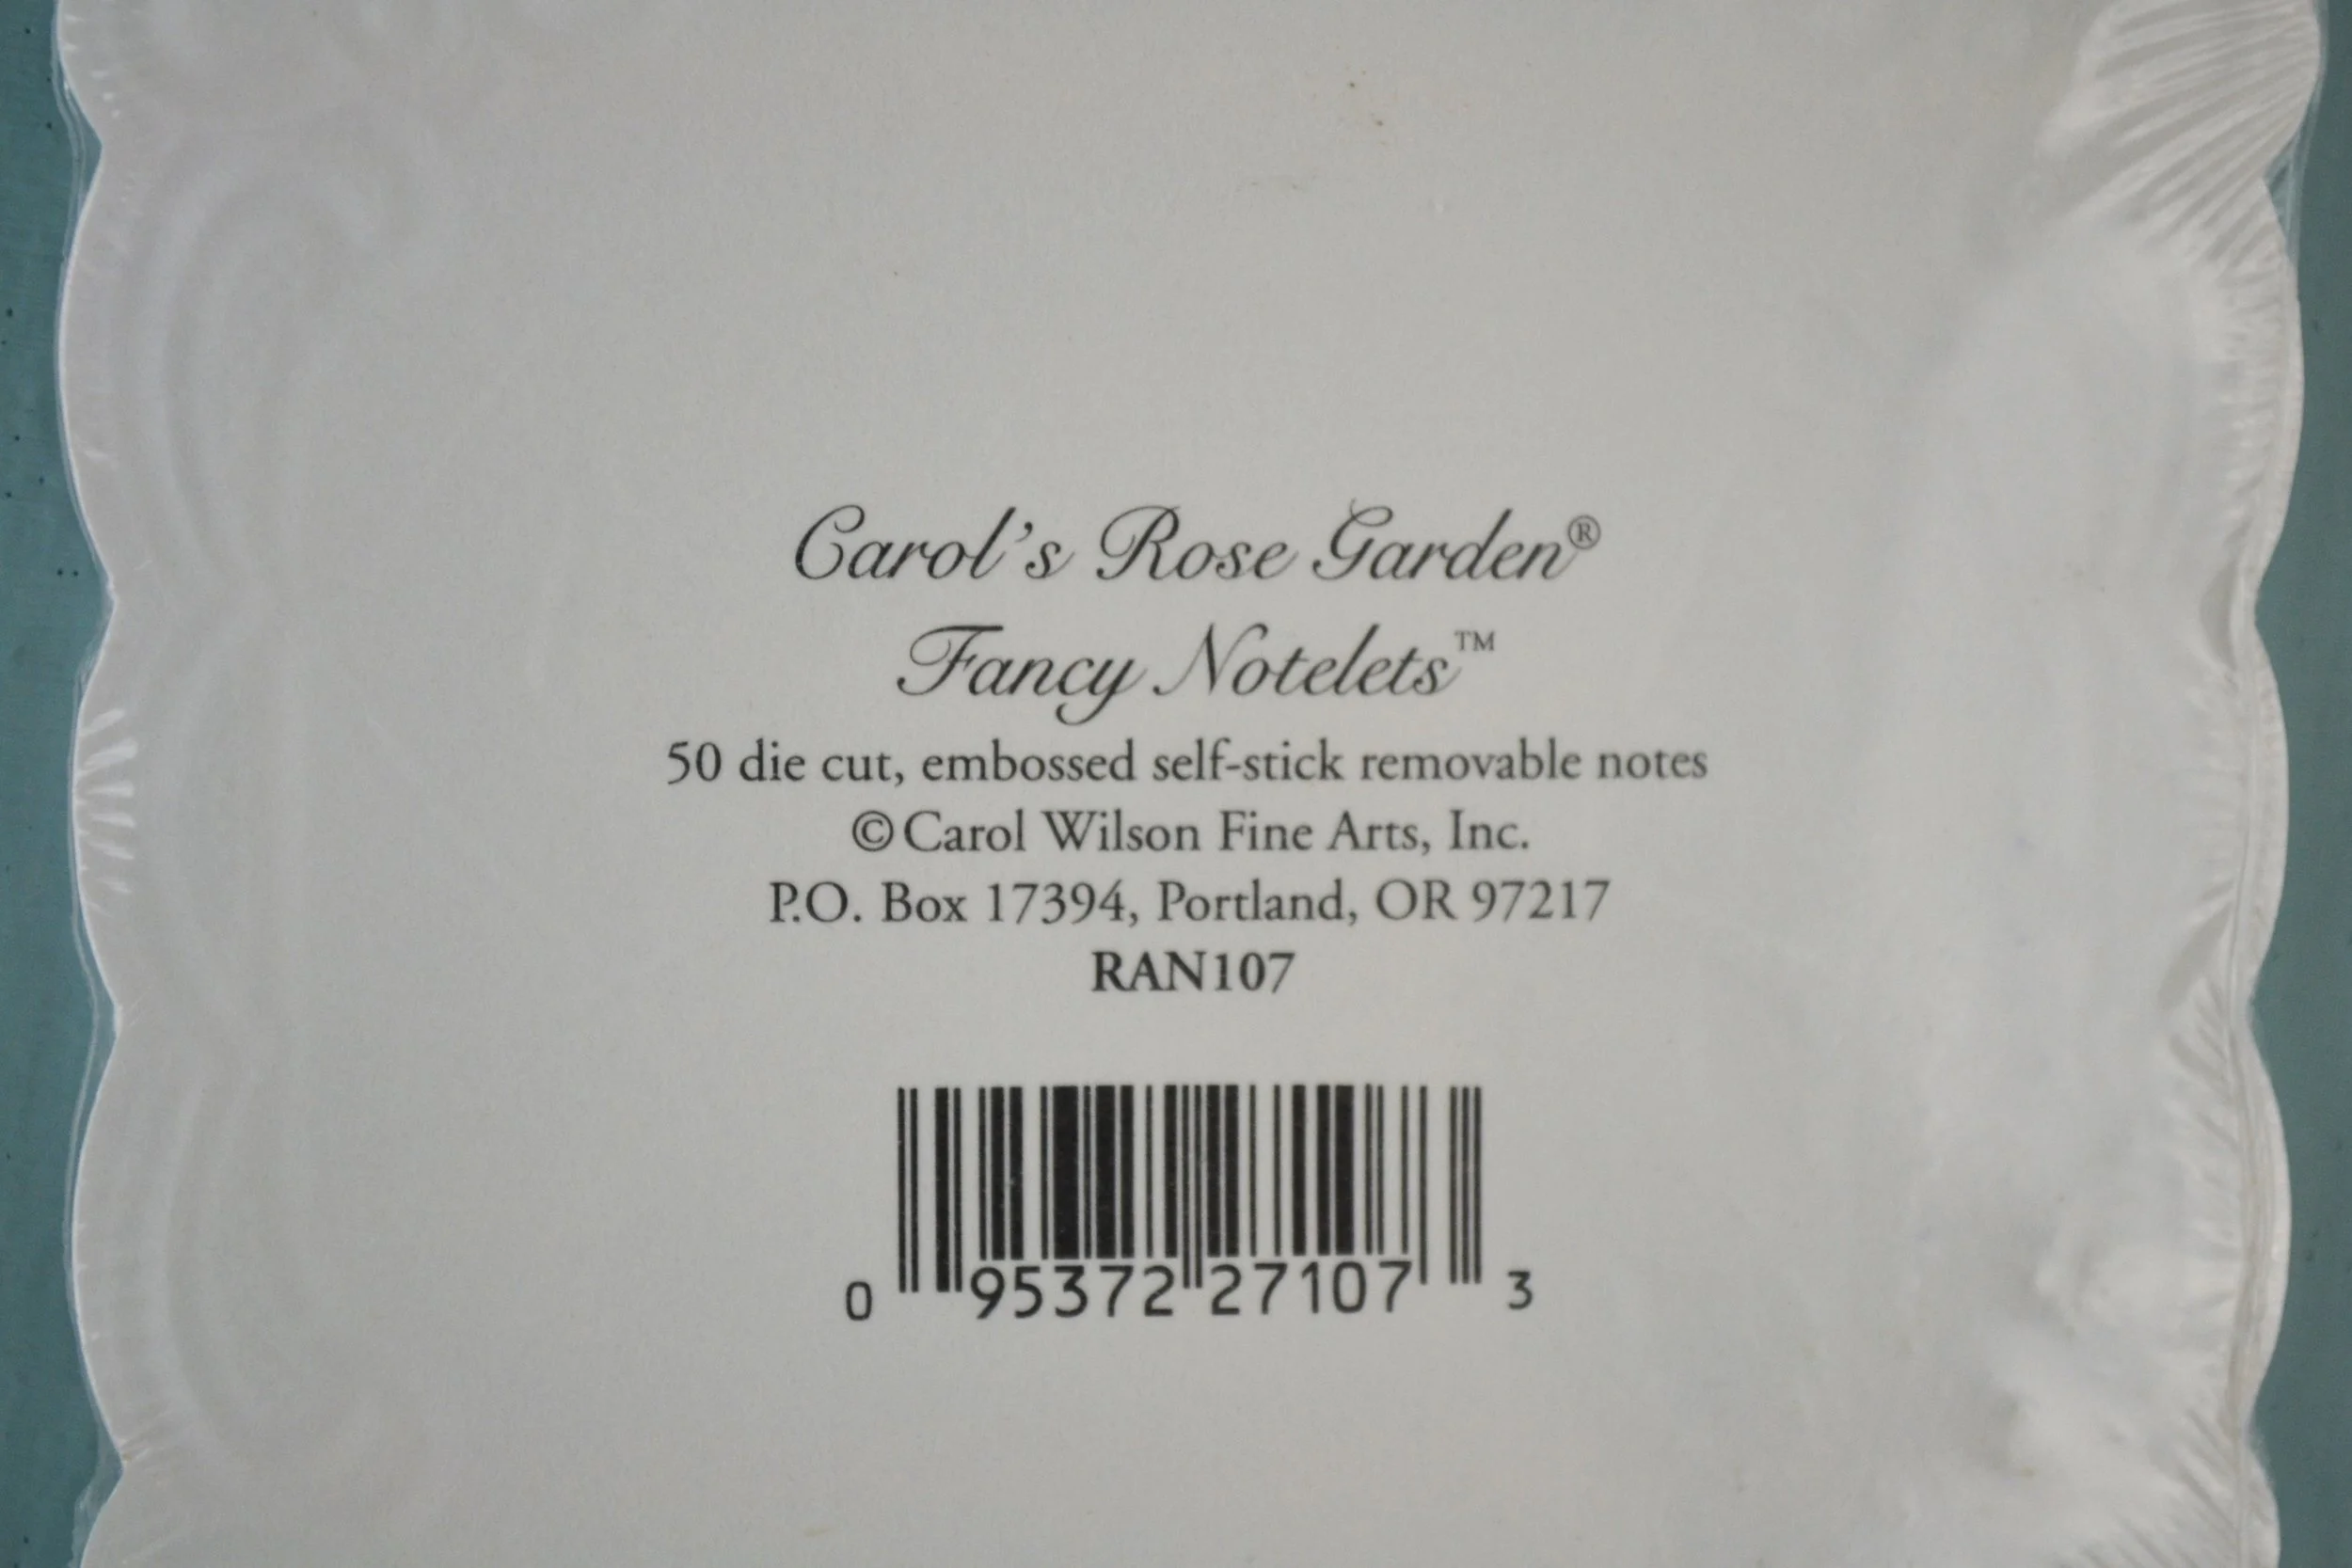 Carol's Rose Garden®
Fancy Notelets™
50 die cut, embossed self-stick removable notes
©Carol Wilson Fine Arts, Inc.
P.O. Box 17394, Portland, OR 97217
RAN107
0 95372 27107 3